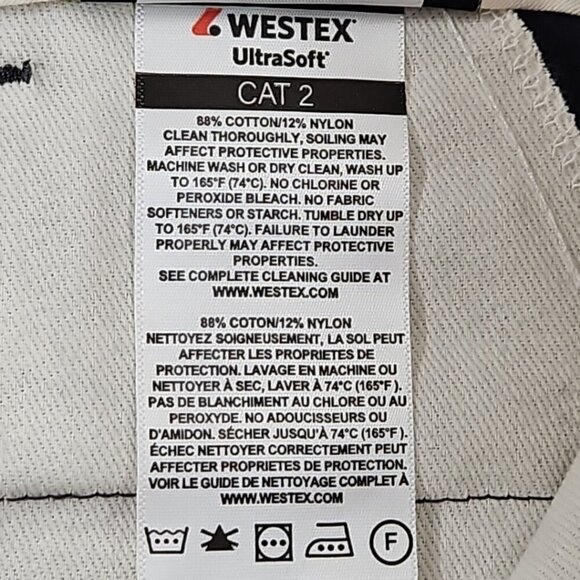 WESTEX®
UltraSoft®
CAT 2
88% COTTON/12% NYLON
CLEAN THOROUGHLY, SOILING MAY
AFFECT PROTECTIVE PROPERTIES.
MACHINE WASH OR DRY CLEAN, WASH UP
TO 165°F (74°C). NO CHLORINE OR
PEROXIDE BLEACH. NO FABRIC
SOFTENERS OR STARCH. TUMBLE DRY UP
TO 165°F (74°C). FAILURE TO LAUNDER
PROPERLY MAY AFFECT PROTECTIVE
PROPERTIES.
SEE COMPLETE CLEANING GUIDE AT
WWW.WESTEX.COM
88% COTTON/12% NYLON
NETTOYEZ SOIGNEUSEMENT, LA SOL PEUT
AFFECTER LES PROPRIETES DE
PROTECTION. LAVAGE EN MACHINE OU
NETTOYER À SEC, LAVER À 74°C (165°F ).
PAS DE BLANCHIMENT AU CHLORE OU AU
PEROXYDE. NO ADOUCISSEURS OU
D'AMIDON. SÉCHER JUSQU'À 74°C (165°F ).
ÉCHEC NETTOYER CORRECTEMENT PEUT
AFFECTER PROPRIETES DE PROTECTION.
VOIR LE GUIDE DE NETTOYAGE COMPLET À
WWW.WESTEX.COM
F